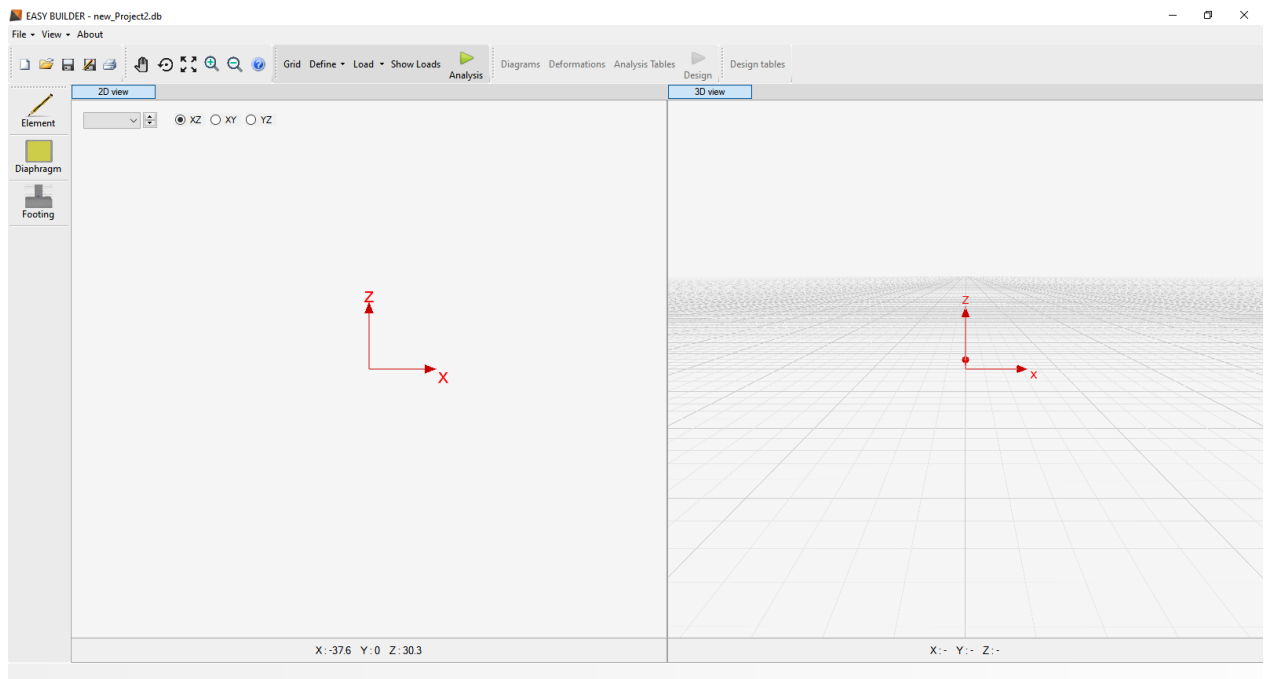 EASY BUILDER - new_Project2.db
File View About
Grid Define Load Show Loads Analysis Diagrams Deformations Analysis Tables Design Design tables
2D view
3D view
Element
XZ XY YZ
Diaphragm
Footing
Z
X
Z
X
X:-37.6 Y:0 Z:30.3
X:- Y:- Z:-